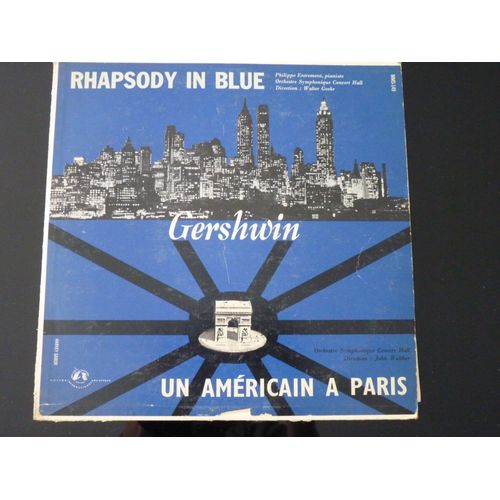 RHAPSODY IN BLUE
Philippe Entremont, pianiste
Orchestre Symphonique Concert Hall
Direction : Walter Goehr
Gershwin
Orchestre Symphonique Concert Hall
Direction : John Walther
UN AMÉRICAIN A PARIS